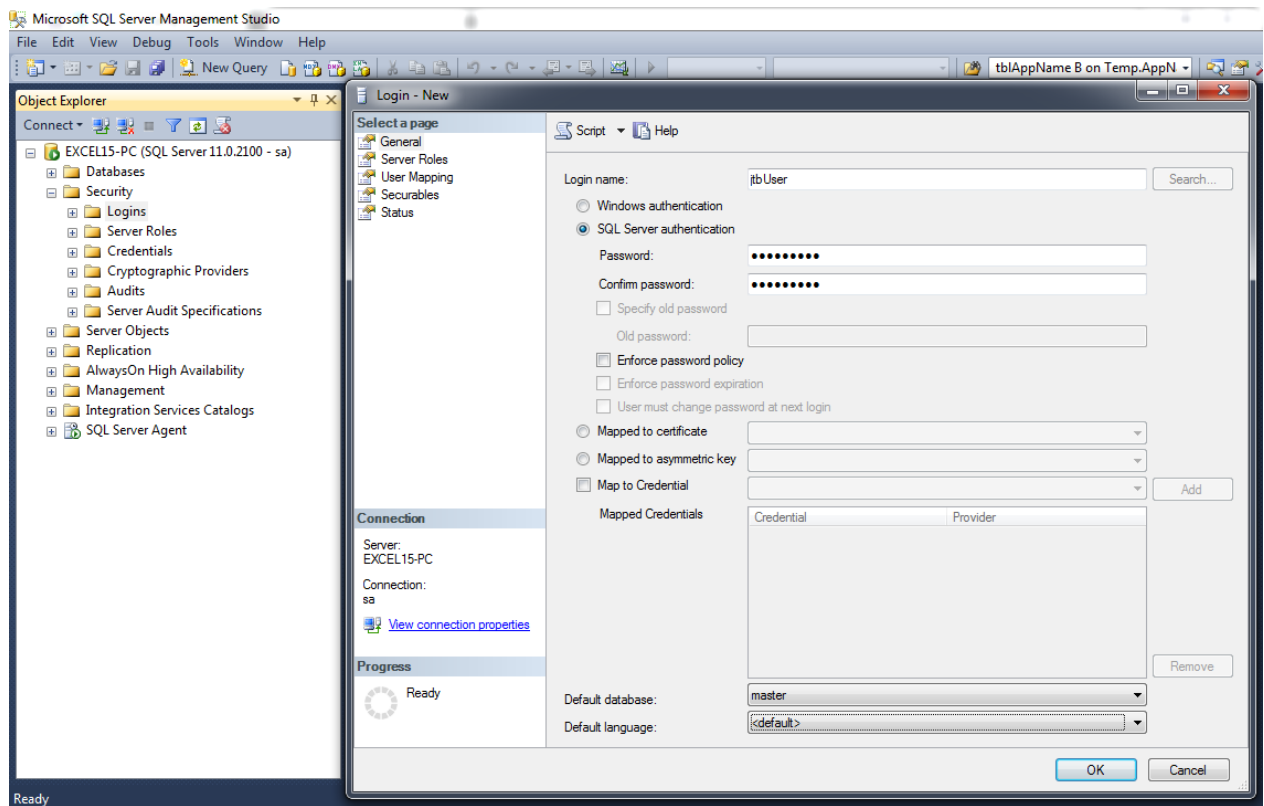 Microsoft SQL Server Management Studio
File Edit View Debug Tools Window Help
New Query
tblAppName B on Temp.AppN
Object Explorer
Connect
EXCEL15-PC (SQL Server 11.0.2100 - sa)
Databases
Security
Logins
Server Roles
Credentials
Cryptographic Providers
Audits
Server Audit Specifications
Server Objects
Replication
AlwaysOn High Availability
Management
Integration Services Catalogs
SQL Server Agent
Login - New
Select a page
General
Server Roles
User Mapping
Securables
Status
Connection
Server:
EXCEL15-PC
Connection:
sa
View connection properties
Progress
Ready
Script Help
Login name: jtbUser Search...
Windows authentication
SQL Server authentication
Password: •••••••••
Confirm password: •••••••••
Specify old password
Old password:
Enforce password policy
Enforce password expiration
User must change password at next login
Mapped to certificate
Mapped to asymmetric key
Map to Credential Add
Mapped Credentials Credential Provider
Remove
Default database: master
Default language: <default>
OK Cancel
Ready